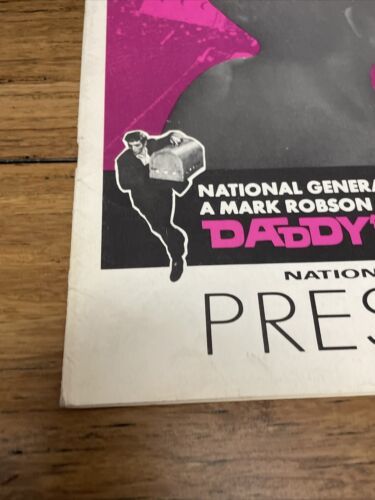 NATIONAL GENERA
A MARK ROBSON
DADDY'
NATION
PRES